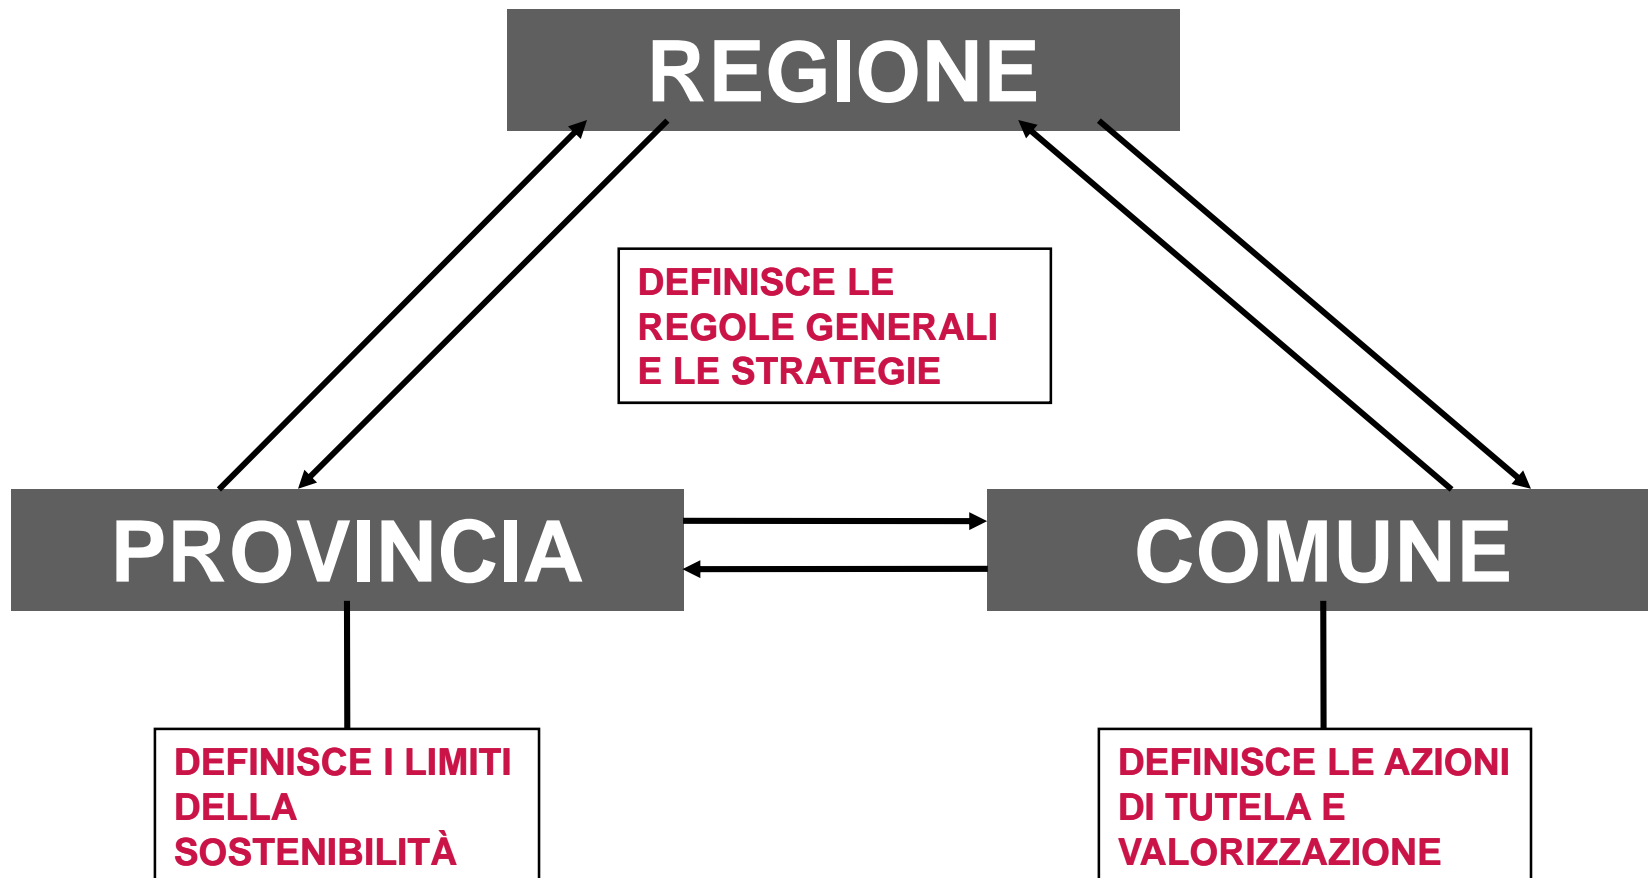 REGIONE
DEFINISCE LE
REGOLE GENERALI
E LE STRATEGIE
PROVINCIA
COMUNE
DEFINISCE I LIMITI
DELLA
SOSTENIBILITÀ
DEFINISCE LE AZIONI
DI TUTELA E
VALORIZZAZIONE